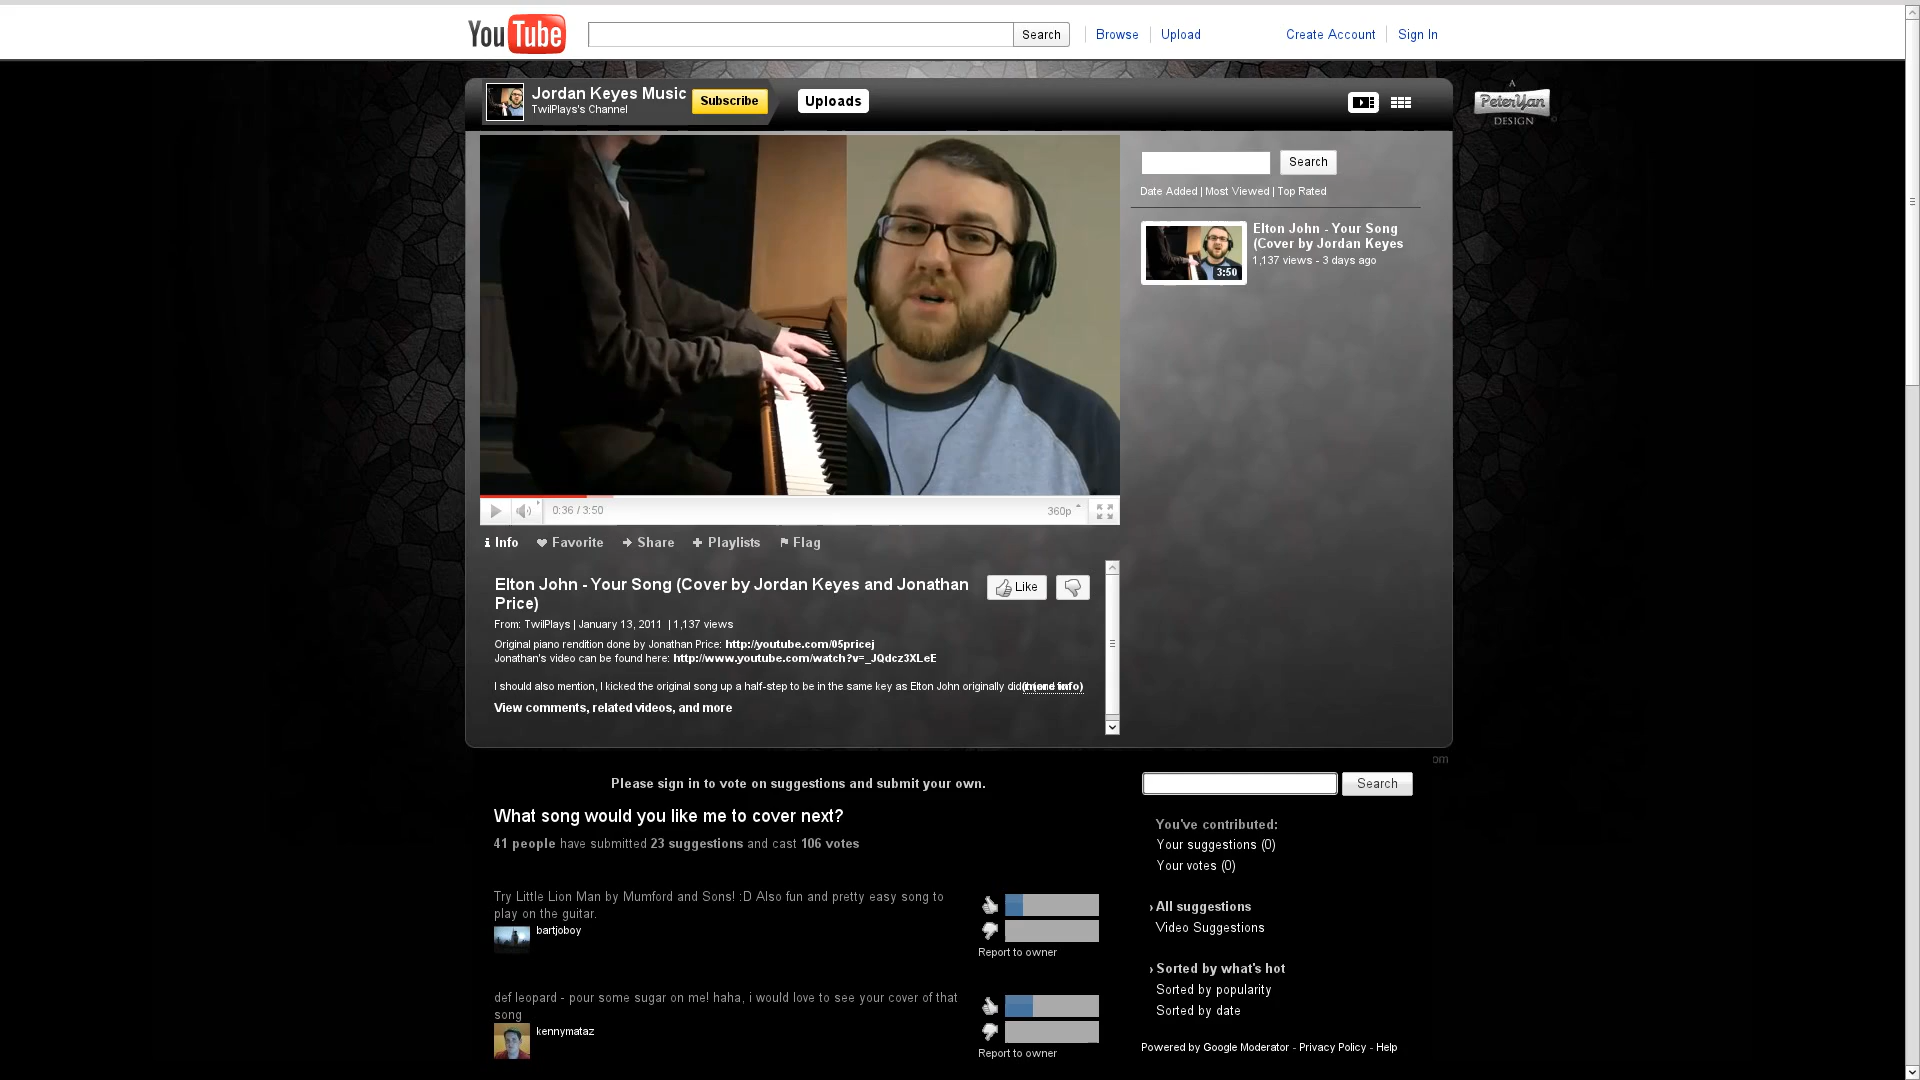 YouTube
Search
Browse
Upload
Create Account
Sign In
Jordan Keyes Music
TwilPlays's Channel
Subscribe
Uploads
A
PeterYan
DESIGN
Search
Date Added | Most Viewed | Top Rated
Elton John - Your Song
(Cover by Jordan Keyes
1,137 views - 3 days ago
3:50
0:36 / 3:50
360p
Info
Favorite
Share
Playlists
Flag
Elton John - Your Song (Cover by Jordan Keyes and Jonathan
Price)
Like
From: TwilPlays | January 13, 2011 | 1,137 views
Original piano rendition done by Jonathan Price: http://youtube.com/05pricej
Jonathan's video can be found here: http://www.youtube.com/watch?v=_JQdcz3XLeE
I should also mention, I kicked the original song up a half-step to be in the same key as Elton John originally did (more info)
View comments, related videos, and more
om
Please sign in to vote on suggestions and submit your own.
Search
What song would you like me to cover next?
41 people have submitted 23 suggestions and cast 106 votes
You've contributed:
Your suggestions (0)
Your votes (0)
Try Little Lion Man by Mumford and Sons! :D Also fun and pretty easy song to
play on the guitar.
bartjoboy
Report to owner
› All suggestions
Video Suggestions
› Sorted by what's hot
Sorted by popularity
Sorted by date
def leopard - pour some sugar on me! haha, i would love to see your cover of that
song
kennymataz
Report to owner
Powered by Google Moderator - Privacy Policy - Help